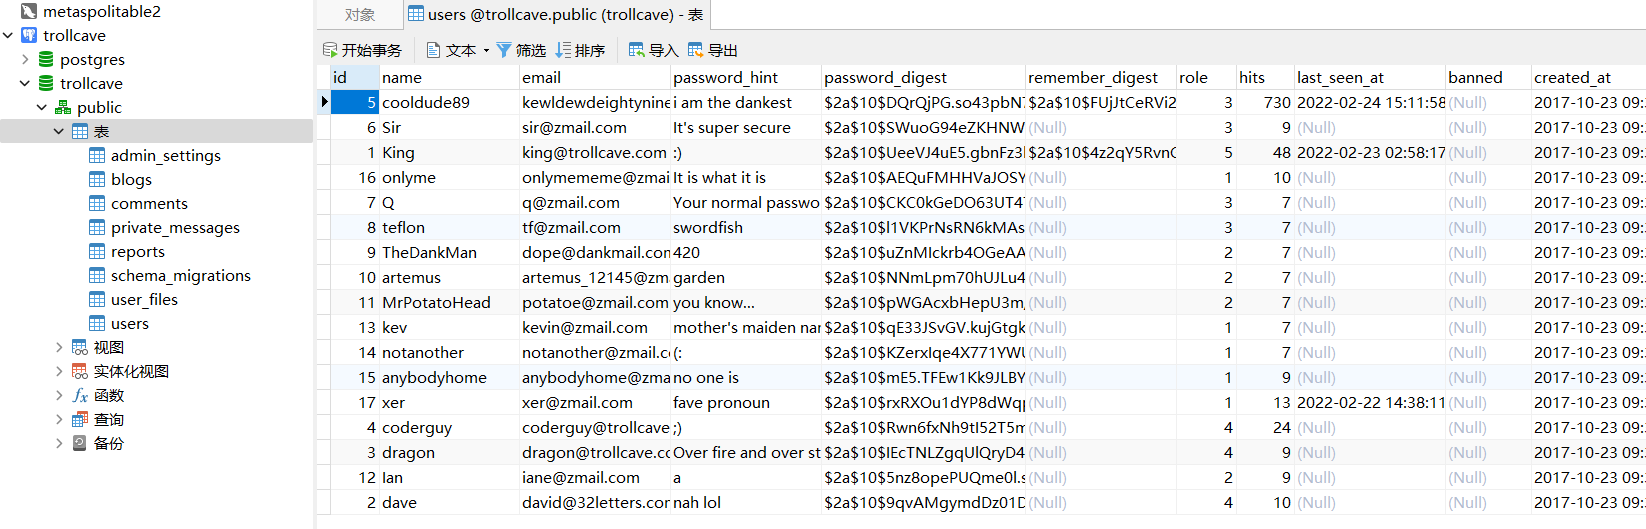 metaspolitable2
trollcave
postgres
trollcave
public
表
admin_settings
blogs
comments
private_messages
reports
schema_migrations
user_files
users
视图
实体化视图
函数
查询
备份
对象 users @trollcave.public (trollcave) - 表
开始事务 文本 筛选 排序 导入 导出
id name email password_hint password_digest remember_digest role hits last_seen_at banned created_at
5 cooldude89 kewldewdeightynine i am the dankest $2a$10$DQrQjPG.so43pbN $2a$10$FUjJtCeRVi2 3 730 2022-02-24 15:11:58 (Null) 2017-10-23 09:
6 Sir sir@zmail.com It's super secure $2a$10$SWuoG94eZKHNW (Null) 3 9 (Null) (Null) 2017-10-23 09:
1 King king@trollcave.com :) $2a$10$UeeVJ4uE5.gbnFz3 $2a$10$4z2qY5Rvn 5 48 2022-02-23 02:58:17 (Null) 2017-10-23 09:
16 onlyme onlymememe@zmai It is what it is $2a$10$AEQuFMHHVaJOSY (Null) 1 10 (Null) (Null) 2017-10-23 09:
7 Q q@zmail.com Your normal passwo $2a$10$CKC0kGeDO63UT4 (Null) 3 7 (Null) (Null) 2017-10-23 09:
8 teflon tf@zmail.com swordfish $2a$10$l1VKPrNsRN6kMAs (Null) 3 7 (Null) (Null) 2017-10-23 09:
9 TheDankMan dope@dankmail.com 420 $2a$10$uZnMIckrb4OGeAA (Null) 2 7 (Null) (Null) 2017-10-23 09:
10 artemus artemus_12145@zm garden $2a$10$NNmLpm70hUJLu4 (Null) 2 7 (Null) (Null) 2017-10-23 09:
11 MrPotatoHead potatoe@zmail.com you know... $2a$10$pWGAcxbHepU3m (Null) 2 7 (Null) (Null) 2017-10-23 09:
13 kev kevin@zmail.com mother's maiden nar $2a$10$qE33JSvGV.kujGtgk (Null) 1 7 (Null) (Null) 2017-10-23 09:
14 notanother notanother@zmail.c (: $2a$10$KZerxIqe4X771YWU (Null) 1 7 (Null) (Null) 2017-10-23 09:
15 anybodyhome anybodyhome@zma no one is $2a$10$mE5.TFEw1Kk9JLBY (Null) 1 9 (Null) (Null) 2017-10-23 09:
17 xer xer@zmail.com fave pronoun $2a$10$rxRXOu1dYP8dWq (Null) 1 13 2022-02-22 14:38:11 (Null) 2017-10-23 09:
4 coderguy coderguy@trollcave ;) $2a$10$Rwn6fxNh9tI52T5n (Null) 4 24 (Null) (Null) 2017-10-23 09:
3 dragon dragon@trollcave.co Over fire and over st $2a$10$IEcTNLZgqUlQryD4 (Null) 4 9 (Null) (Null) 2017-10-23 09:
12 Ian iane@zmail.com a $2a$10$5nz8opePUQme0l.s (Null) 2 9 (Null) (Null) 2017-10-23 09:
2 dave david@32letters.com nah lol $2a$10$9qvAMgymdDz01D (Null) 4 10 (Null) (Null) 2017-10-23 09: